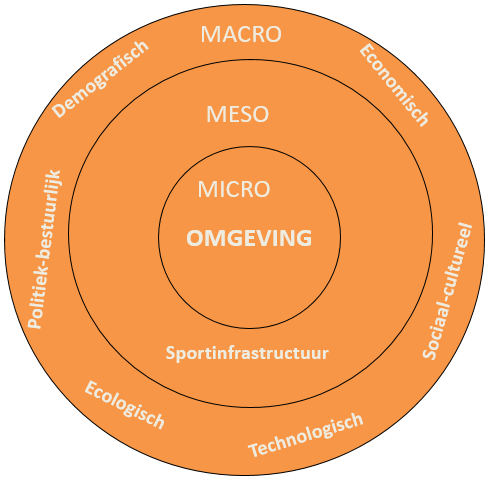 MACRO
Demografisch
Economisch
MESO
MICRO
OMGEVING
Politiek-bestuurlijk
Sociaal-cultureel
Sportinfrastructuur
Ecologisch
Technologisch